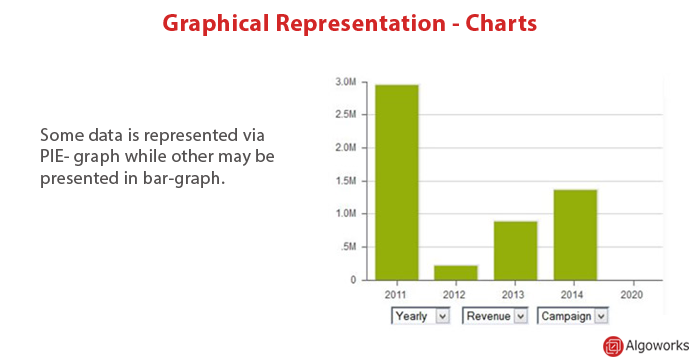 Graphical Representation - Charts
Some data is represented via
PIE- graph while other may be
presented in bar-graph.
3.0M
2.5M
2.0M
1.5M
1.0M
.5M
0
2011 2012 2013 2014 2020
Yearly Revenue Campaign
Algoworks